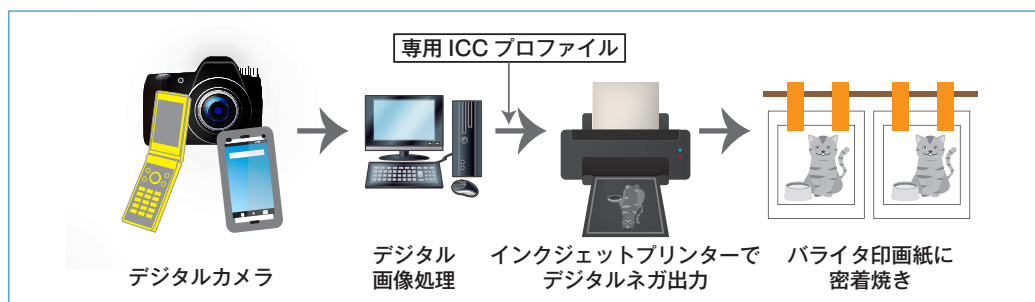 専用 ICC プロファイル
デジタルカメラ
デジタル
画像処理
インクジェットプリンターで
デジタルネガ出力
バライタ印画紙に
密着焼き